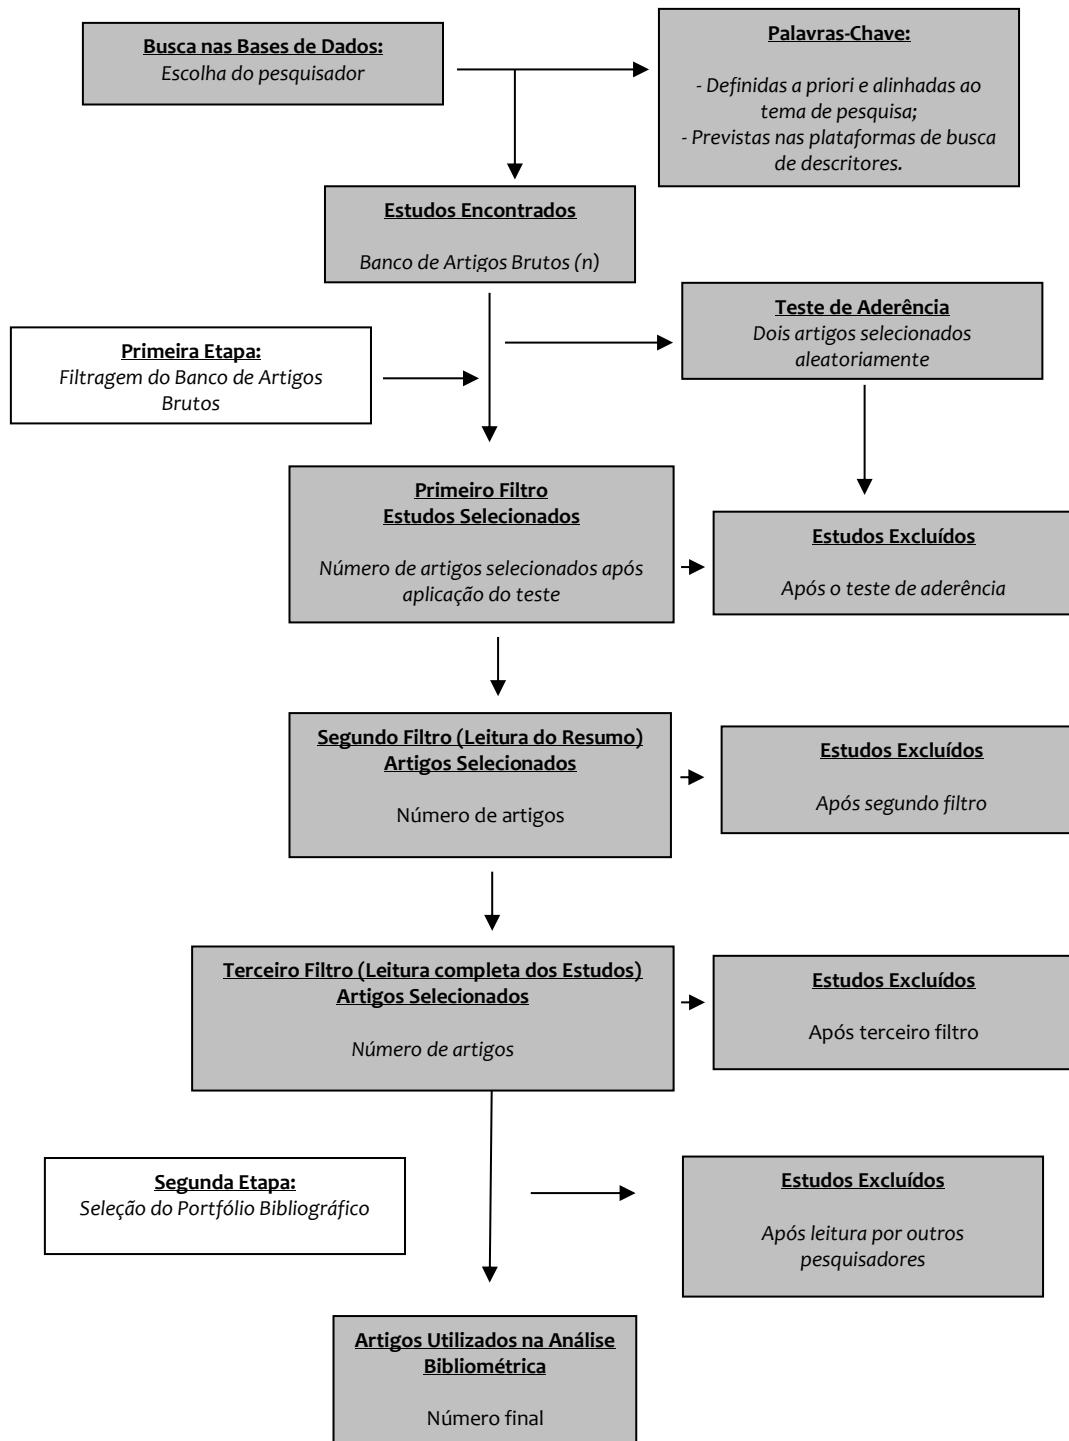 Busca nas Bases de Dados:
Escolha do pesquisador
Palavras-Chave:
- Definidas a priori e alinhadas ao
tema de pesquisa;
- Previstas nas plataformas de busca
de descritores.
Estudos Encontrados
Banco de Artigos Brutos (n)
Teste de Aderência
Dois artigos selecionados
aleatoriamente
Primeira Etapa:
Filtragem do Banco de Artigos
Brutos
Primeiro Filtro
Estudos Selecionados
Número de artigos selecionados após
aplicação do teste
Estudos Excluídos
Após o teste de aderência
Segundo Filtro (Leitura do Resumo)
Artigos Selecionados
Número de artigos
Estudos Excluídos
Após segundo filtro
Terceiro Filtro (Leitura completa dos Estudos)
Artigos Selecionados
Número de artigos
Estudos Excluídos
Após terceiro filtro
Segunda Etapa:
Seleção do Portfólio Bibliográfico
Estudos Excluídos
Após leitura por outros
pesquisadores
Artigos Utilizados na Análise
Bibliométrica
Número final